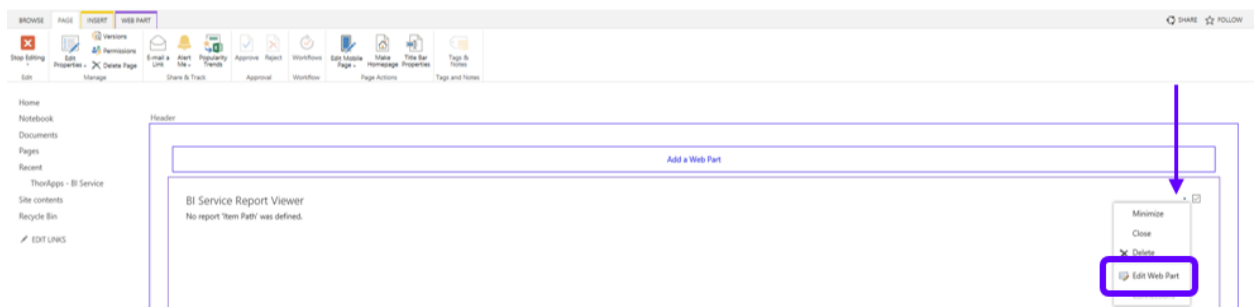 BROWSE PAGE INSERT WEB PART SHARE FOLLOW
Versions
Permissions
Stop Editing Edit Properties Delete Page E-mail a Link Alert Me Popularity Trends Approve Reject Workflows Edit Mobile Page Make Homepage Title Bar Properties Tags & Notes
Edit Manage Share & Track Approval Workflow Page Actions Tags and Notes
Home
Notebook
Header
Documents
Pages
Add a Web Part
Recent
ThorApps - BI Service
Site contents
BI Service Report Viewer
Recycle Bin
No report 'Item Path' was defined.
Minimize
EDIT LINKS
Close
Delete
Edit Web Part